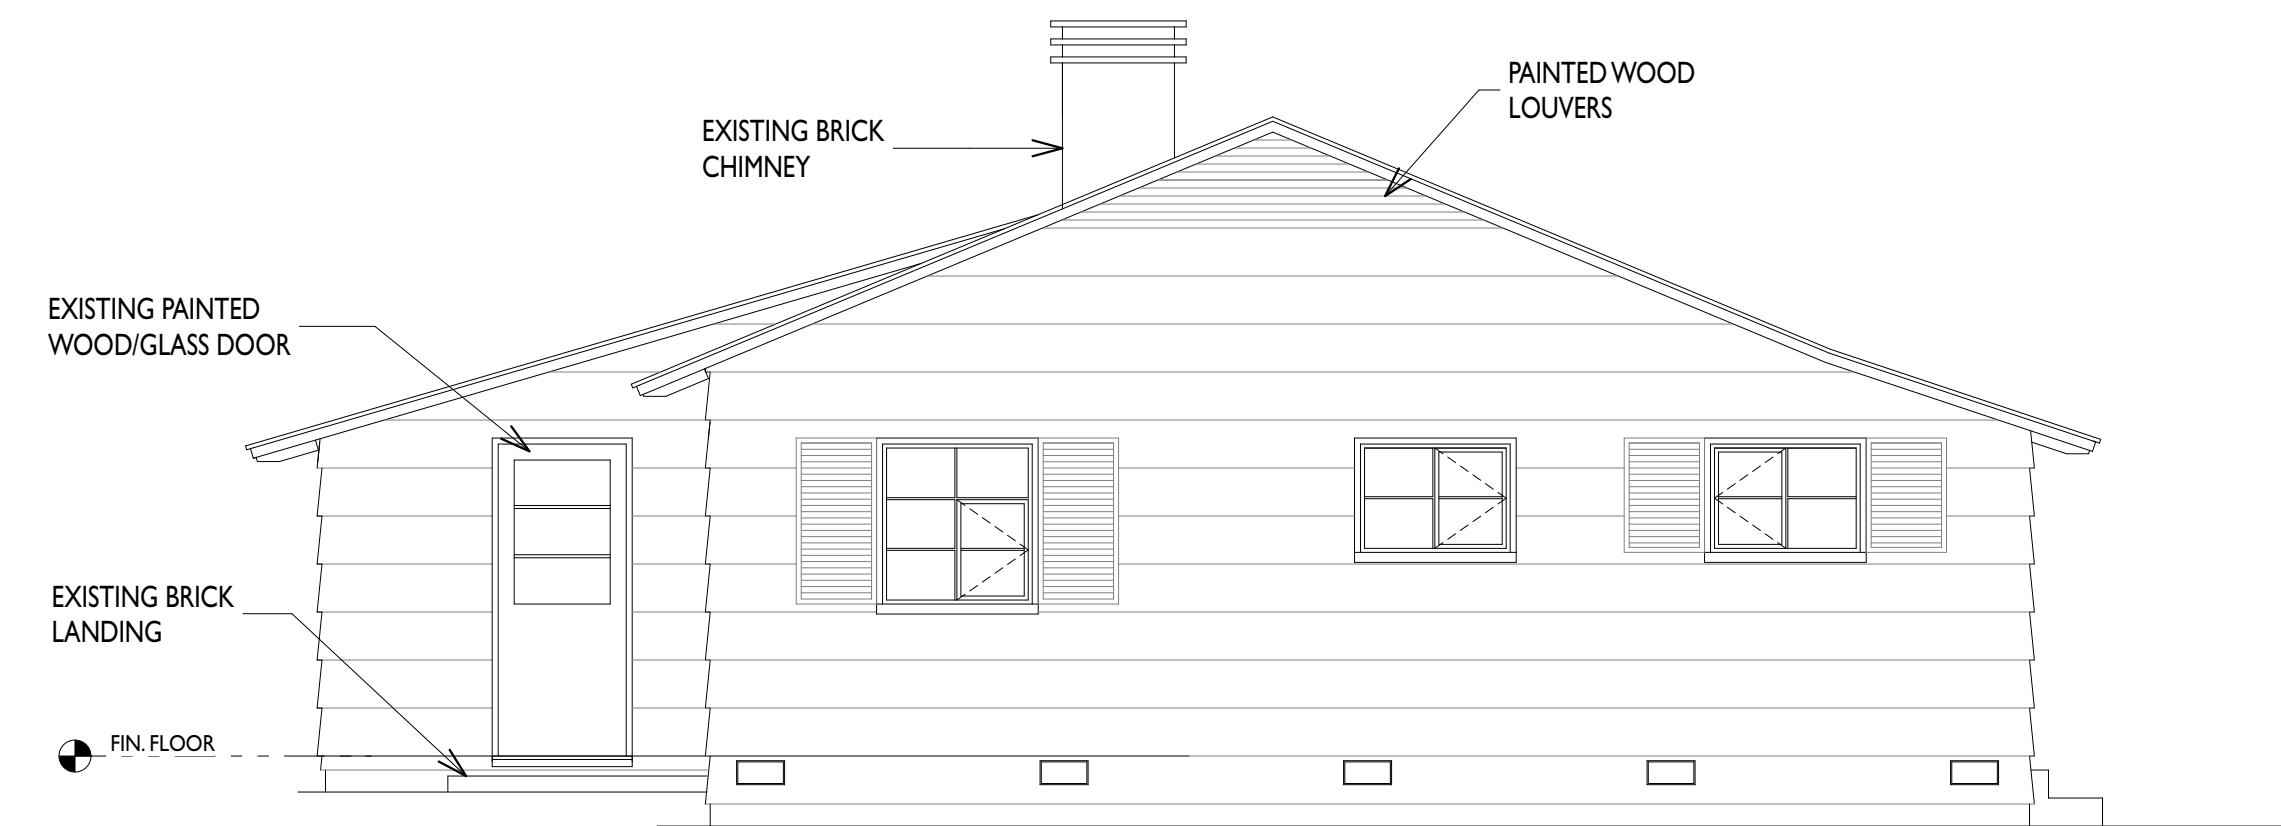 PAINTED WOOD
LOUVERS
EXISTING BRICK
CHIMNEY
EXISTING PAINTED
WOOD/GLASS DOOR
EXISTING BRICK
LANDING
FIN. FLOOR